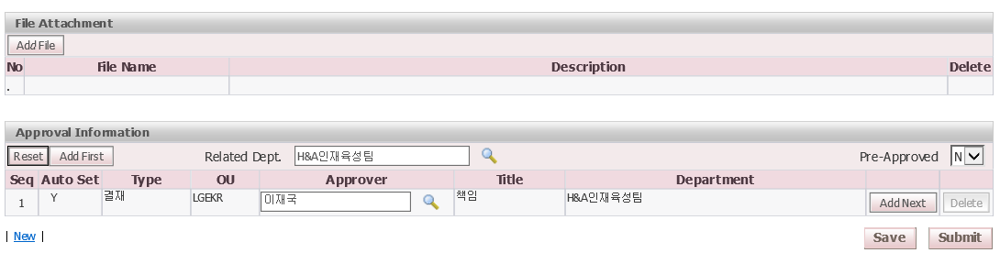 File Attachment
Add File
No File Name Description Delete
.
Approval Information
Reset Add First Related Dept. H&A인재육성팀 Pre-Approved N
Seq Auto Set Type OU Approver Title Department
1 Y 결재 LGEKR 이재국 책임 H&A인재육성팀 Add Next Delete
| New | Save Submit